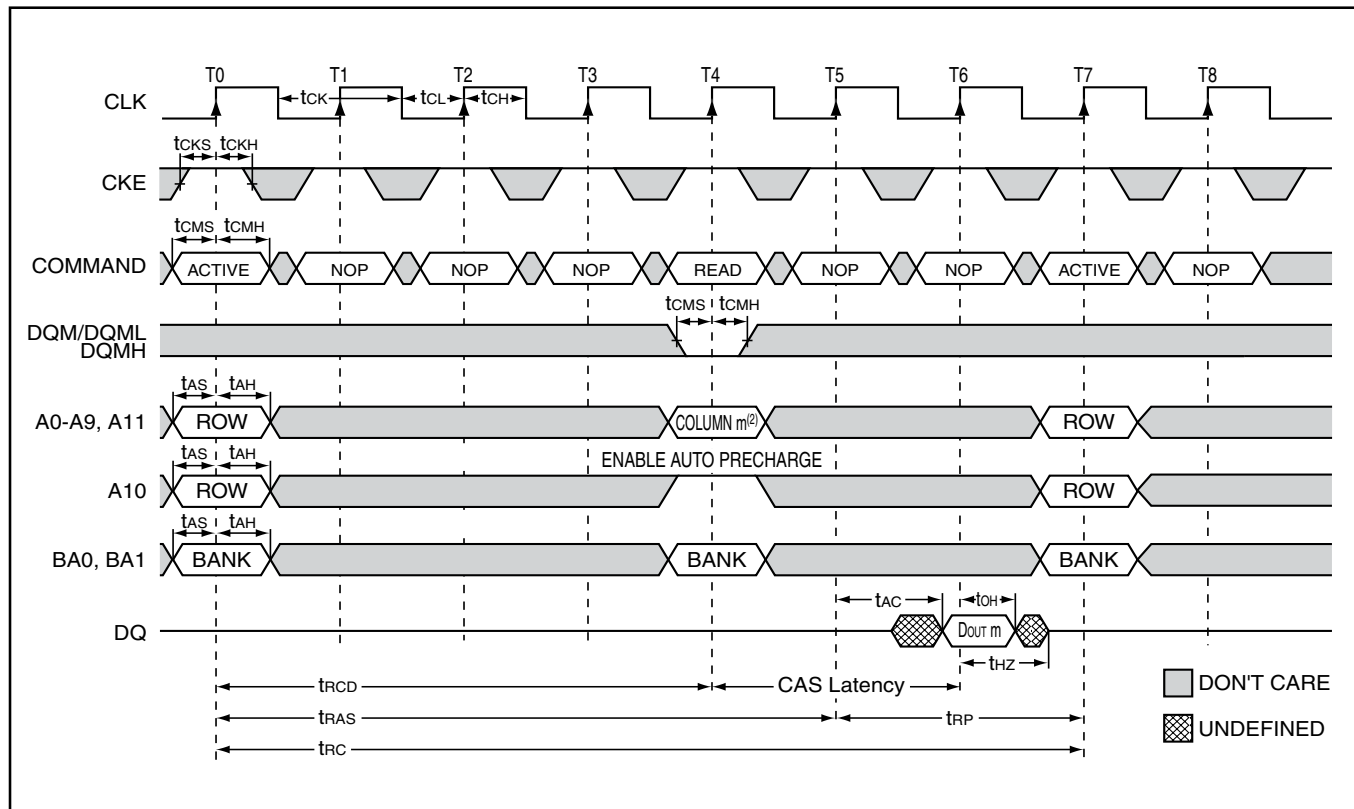 T0 T1 T2 T3 T4 T5 T6 T7 T8
CLK tCK tCL tCH
tCKS tCKH
CKE
tCMS tCMH
COMMAND ACTIVE NOP NOP NOP READ NOP NOP ACTIVE NOP
tCMS tCMH
DQM/DQML
DQMH
tAS tAH
A0-A9, A11 ROW COLUMN m(2) ROW
tAS tAH ENABLE AUTO PRECHARGE
A10 ROW ROW
tAS tAH
BA0, BA1 BANK BANK BANK
tAC tOH
DQ DOUT m
tHZ
tRCD CAS Latency DON'T CARE
tRAS tRP
UNDEFINED
tRC